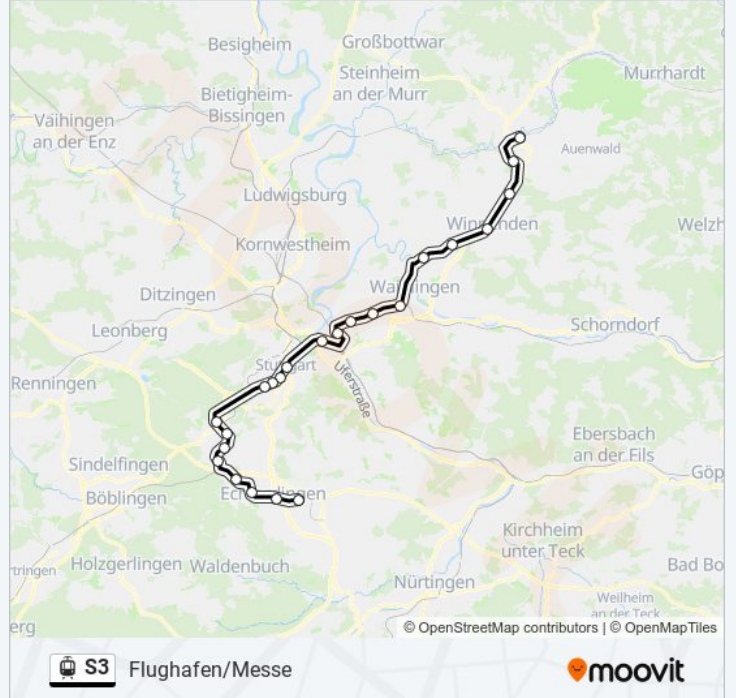 Besigheim
Großbottwar
Steinheim
an der Murr
Murrhardt
Bietigheim-
Bissingen
Vaihingen
an der Enz
Auenwald
Ludwigsburg
Kornwestheim
Winnenden
Welzh
Waiblingen
Ditzingen
Leonberg
Schorndorf
Stuttgart
Renningen
Uferstraße
Ebersbach
an der Fils
Sindelfingen
Göp
Böblingen
Echterdingen
Kirchheim
unter Teck
Holzgerlingen
Waldenbuch
rtringen
Bad Bo
Nürtingen
Weilheim
an der Teck
erg
© OpenStreetMap contributors | © OpenMapTiles
S3 Flughafen/Messe
moovit